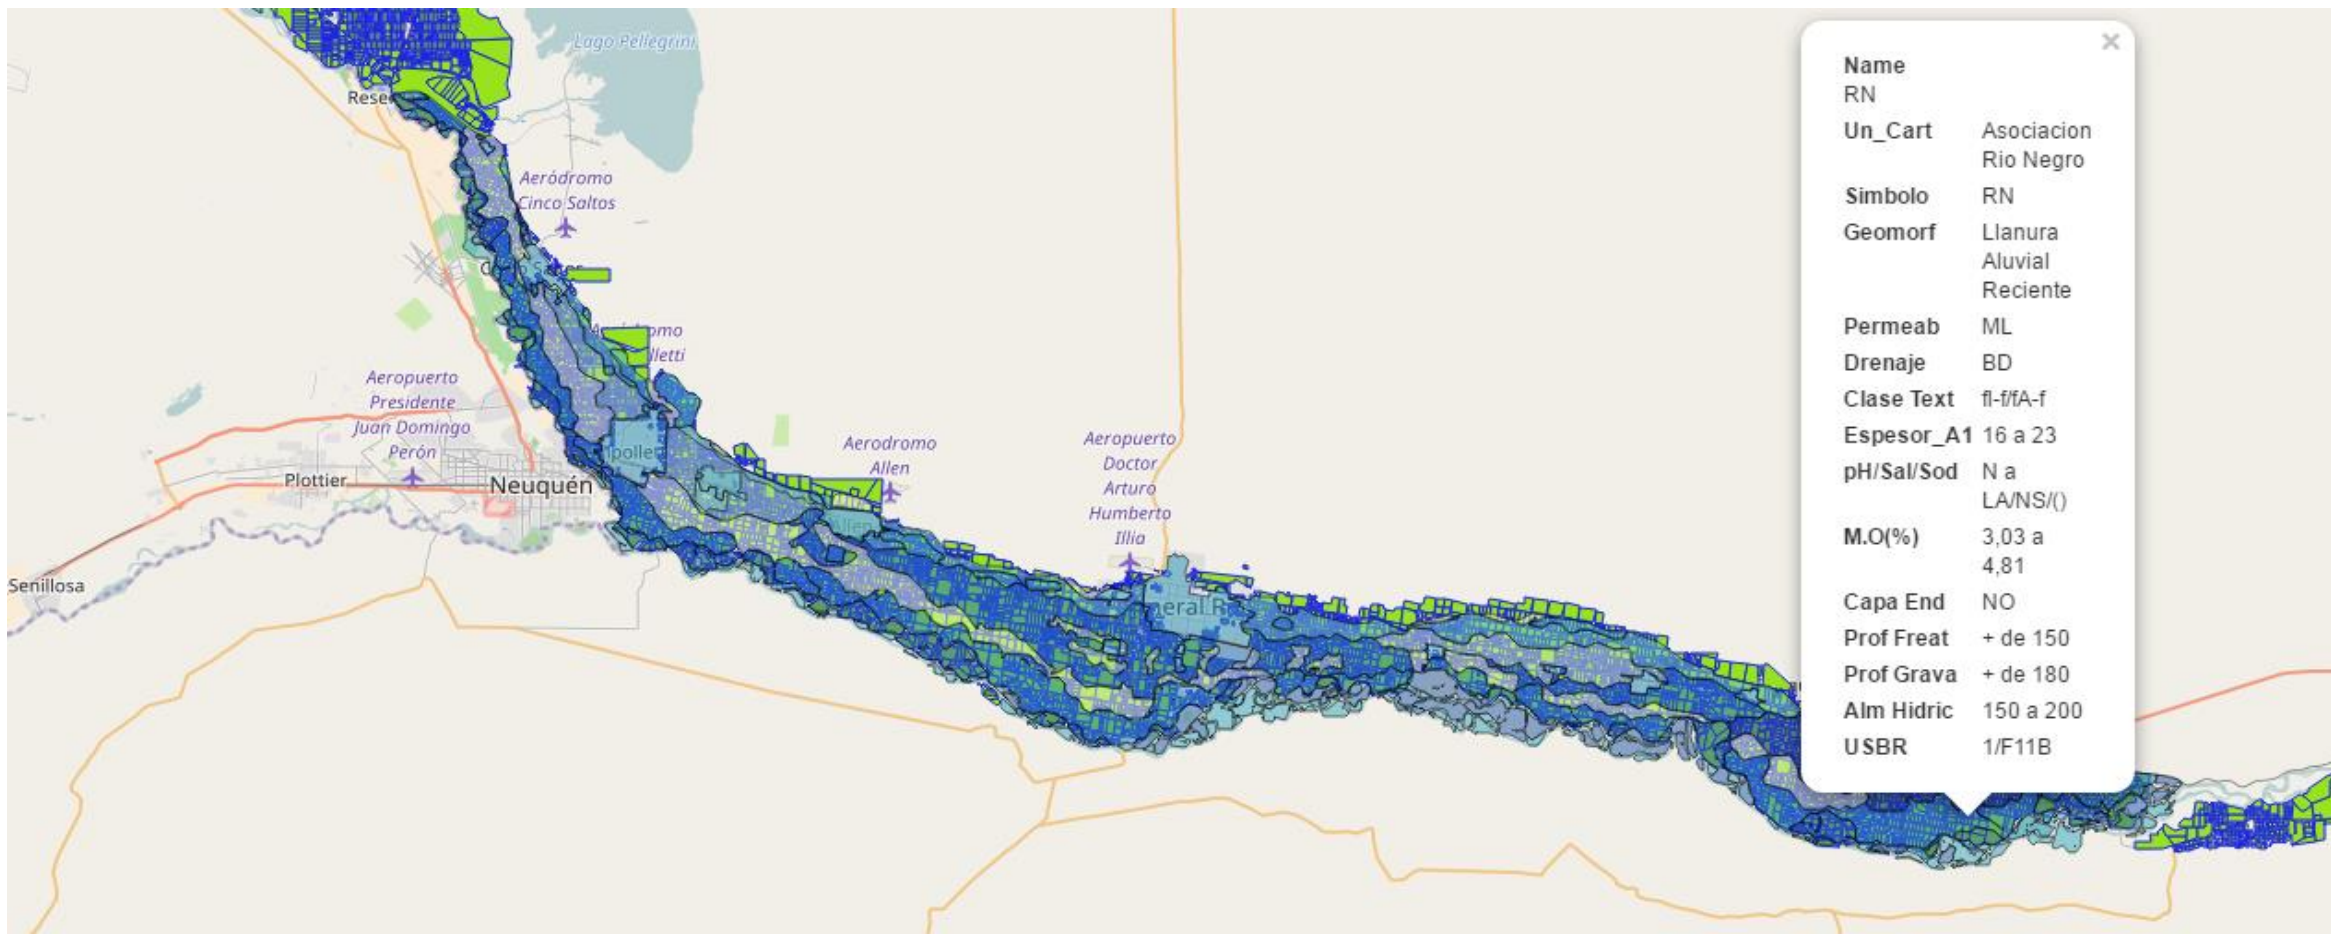 Lago Pellegrini
Aeródromo
Cinco Saltos
Aeropuerto
Presidente
Juan Domingo
Perón
Plottier
Neuquén
Senillosa
Aerodromo
Allen
Allen
Aeropuerto
Doctor
Arturo
Humberto
Illia
×
Name
RN
Un_Cart Asociacion
Rio Negro
Simbolo RN
Geomorf Llanura
Aluvial
Reciente
Permeab ML
Drenaje BD
Clase Text fl-f/fA-f
Espesor_A1 16 a 23
pH/Sal/Sod N a
LA/NS/()
M.O(%) 3,03 a
4,81
Capa End NO
Prof Freat + de 150
Prof Grava + de 180
Alm Hidric 150 a 200
USBR 1/F11B